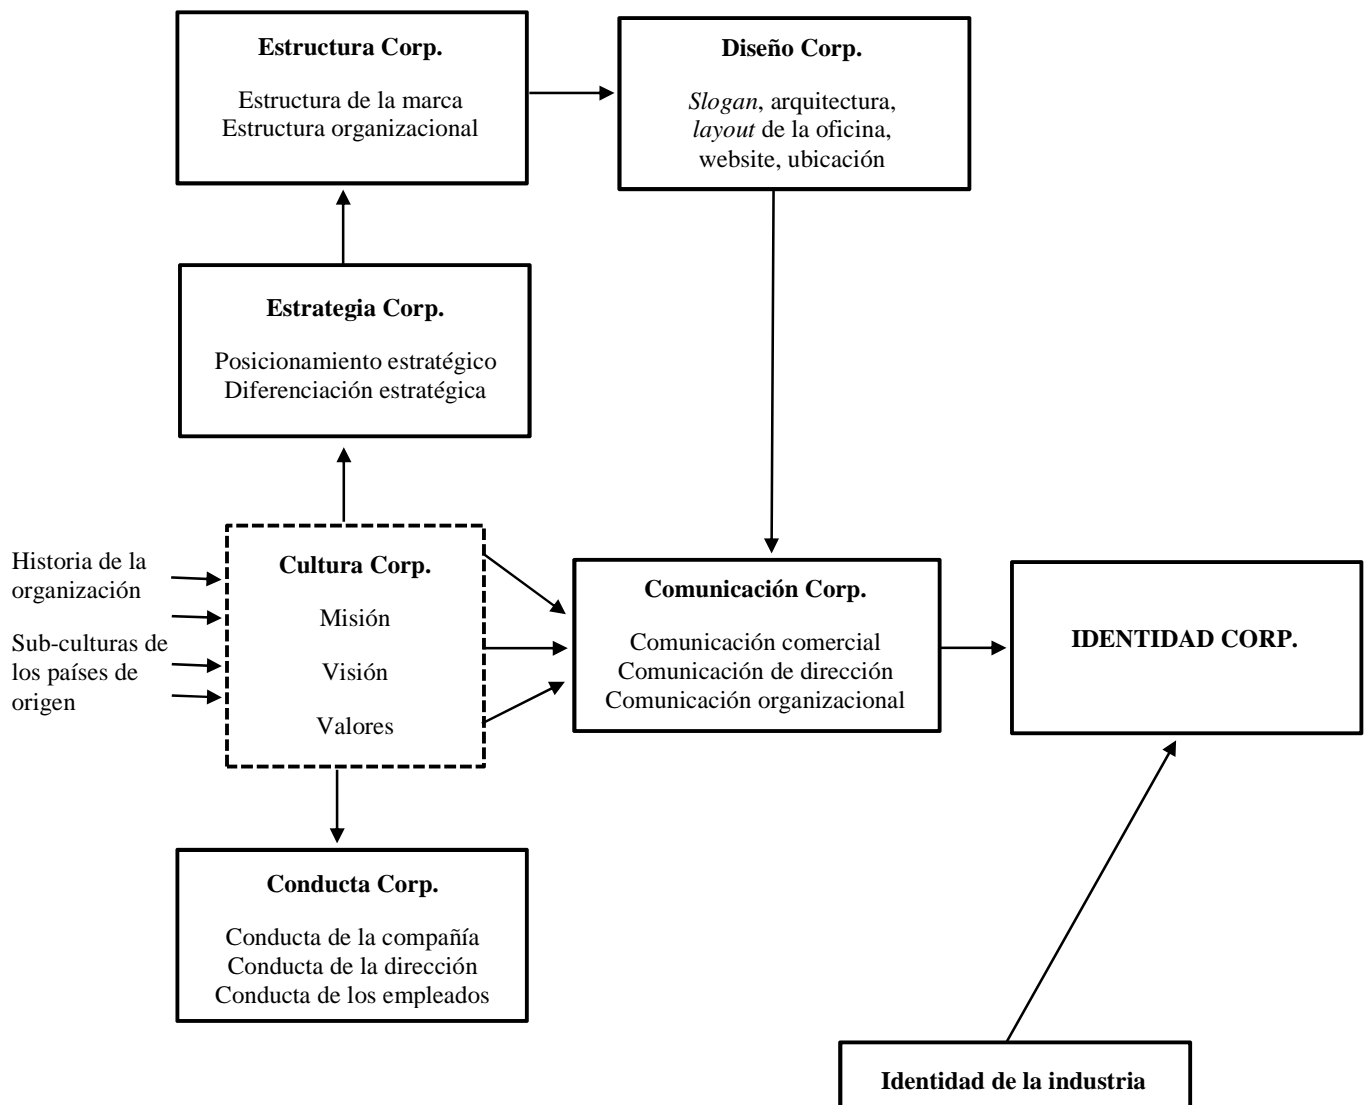 Estructura Corp.
Estructura de la marca
Estructura organizacional
Diseño Corp.
Slogan, arquitectura,
layout de la oficina,
website, ubicación
Estrategia Corp.
Posicionamiento estratégico
Diferenciación estratégica
Historia de la
organización
Sub-culturas de
los países de
origen
Cultura Corp.
Misión
Visión
Valores
Comunicación Corp.
Comunicación comercial
Comunicación de dirección
Comunicación organizacional
IDENTIDAD CORP.
Conducta Corp.
Conducta de la compañía
Conducta de la dirección
Conducta de los empleados
Identidad de la industria